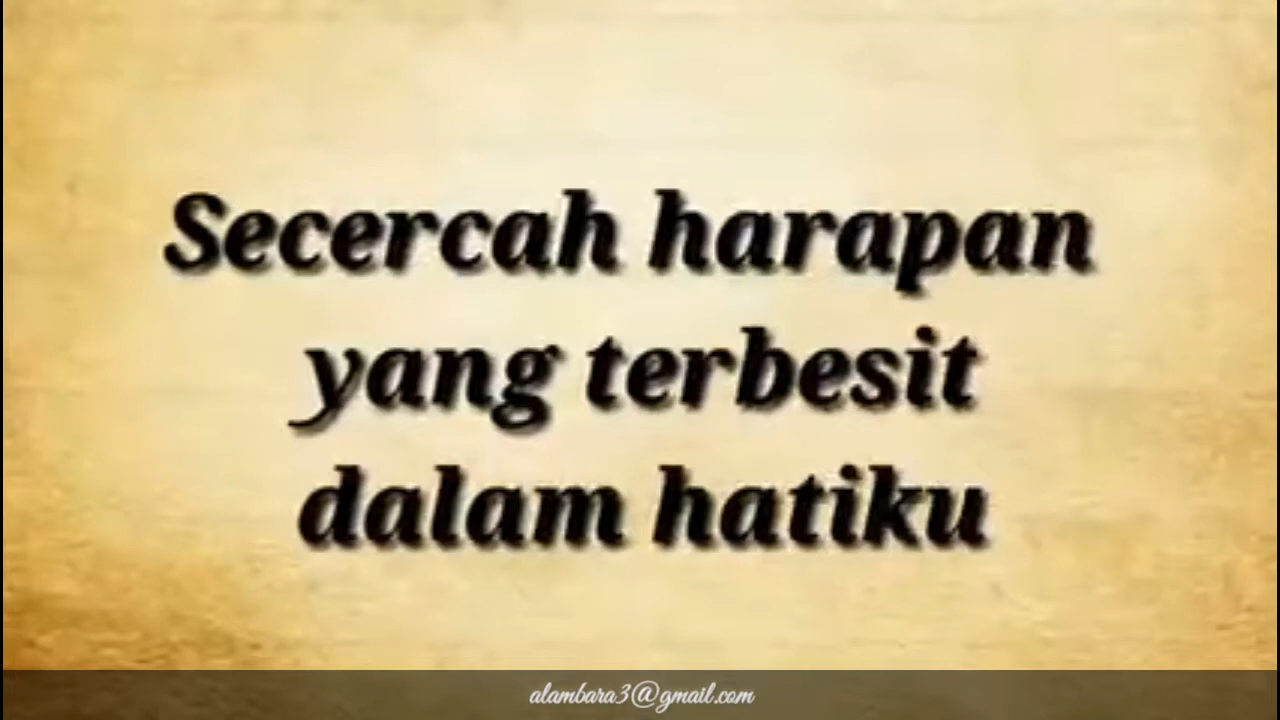 Secercah harapan
yang terbesit
dalam hatiku
alambara3@gmail.com